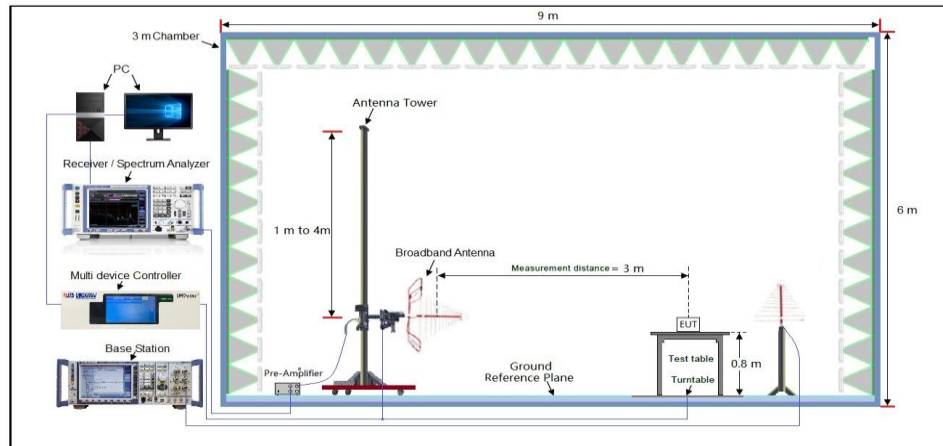 9 m
3 m Chamber
PC
Antenna Tower
Receiver / Spectrum Analyzer
6 m
1 m to 4m
Broadband Antenna
Measurement distance = 3 m
Multi device Controller
EUT
Base Station
Test table
0.8 m
Pre-Amplifier
Ground
Reference Plane
Turntable